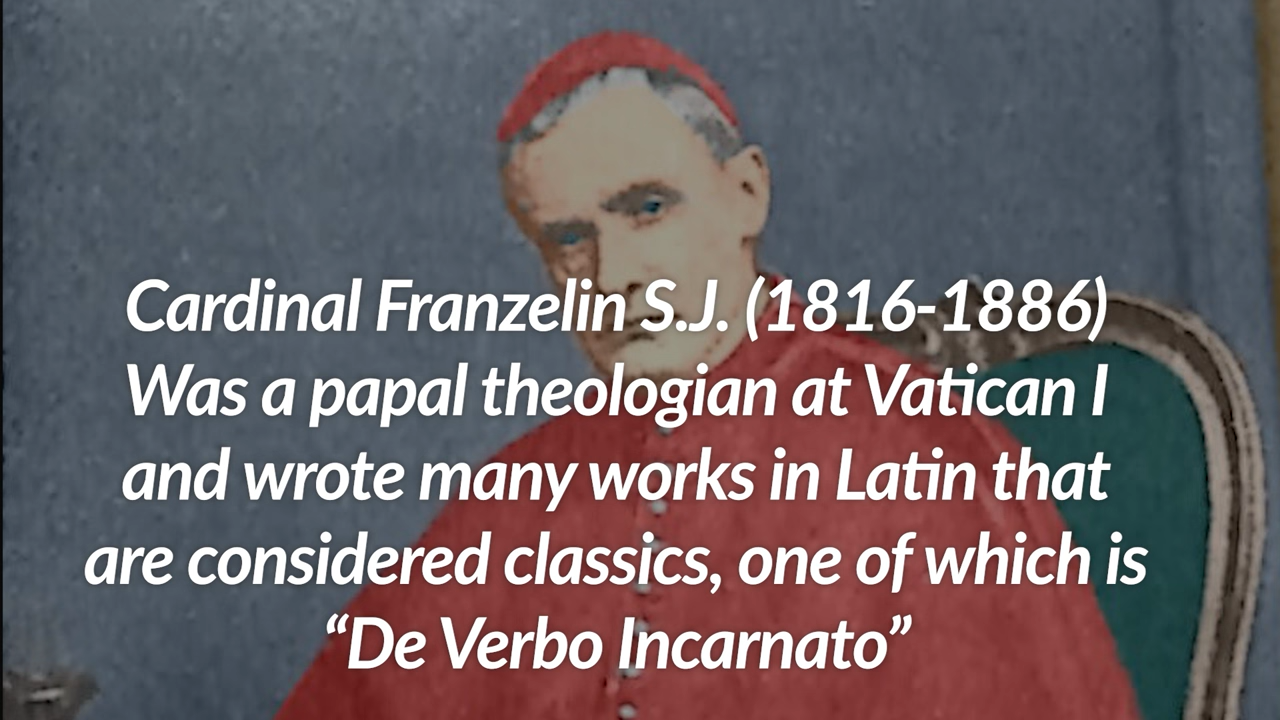 Cardinal Franzelin S.J. (1816-1886)
Was a papal theologian at Vatican I
and wrote many works in Latin that
are considered classics, one of which is
“De Verbo Incarnato”